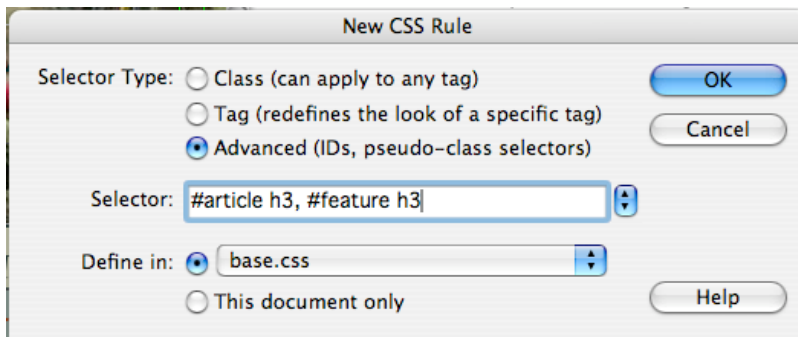 New CSS Rule
Selector Type: Class (can apply to any tag)
OK
Tag (redefines the look of a specific tag)
Cancel
Advanced (IDs, pseudo-class selectors)
Selector: #article h3, #feature h3
Define in: base.css
This document only
Help